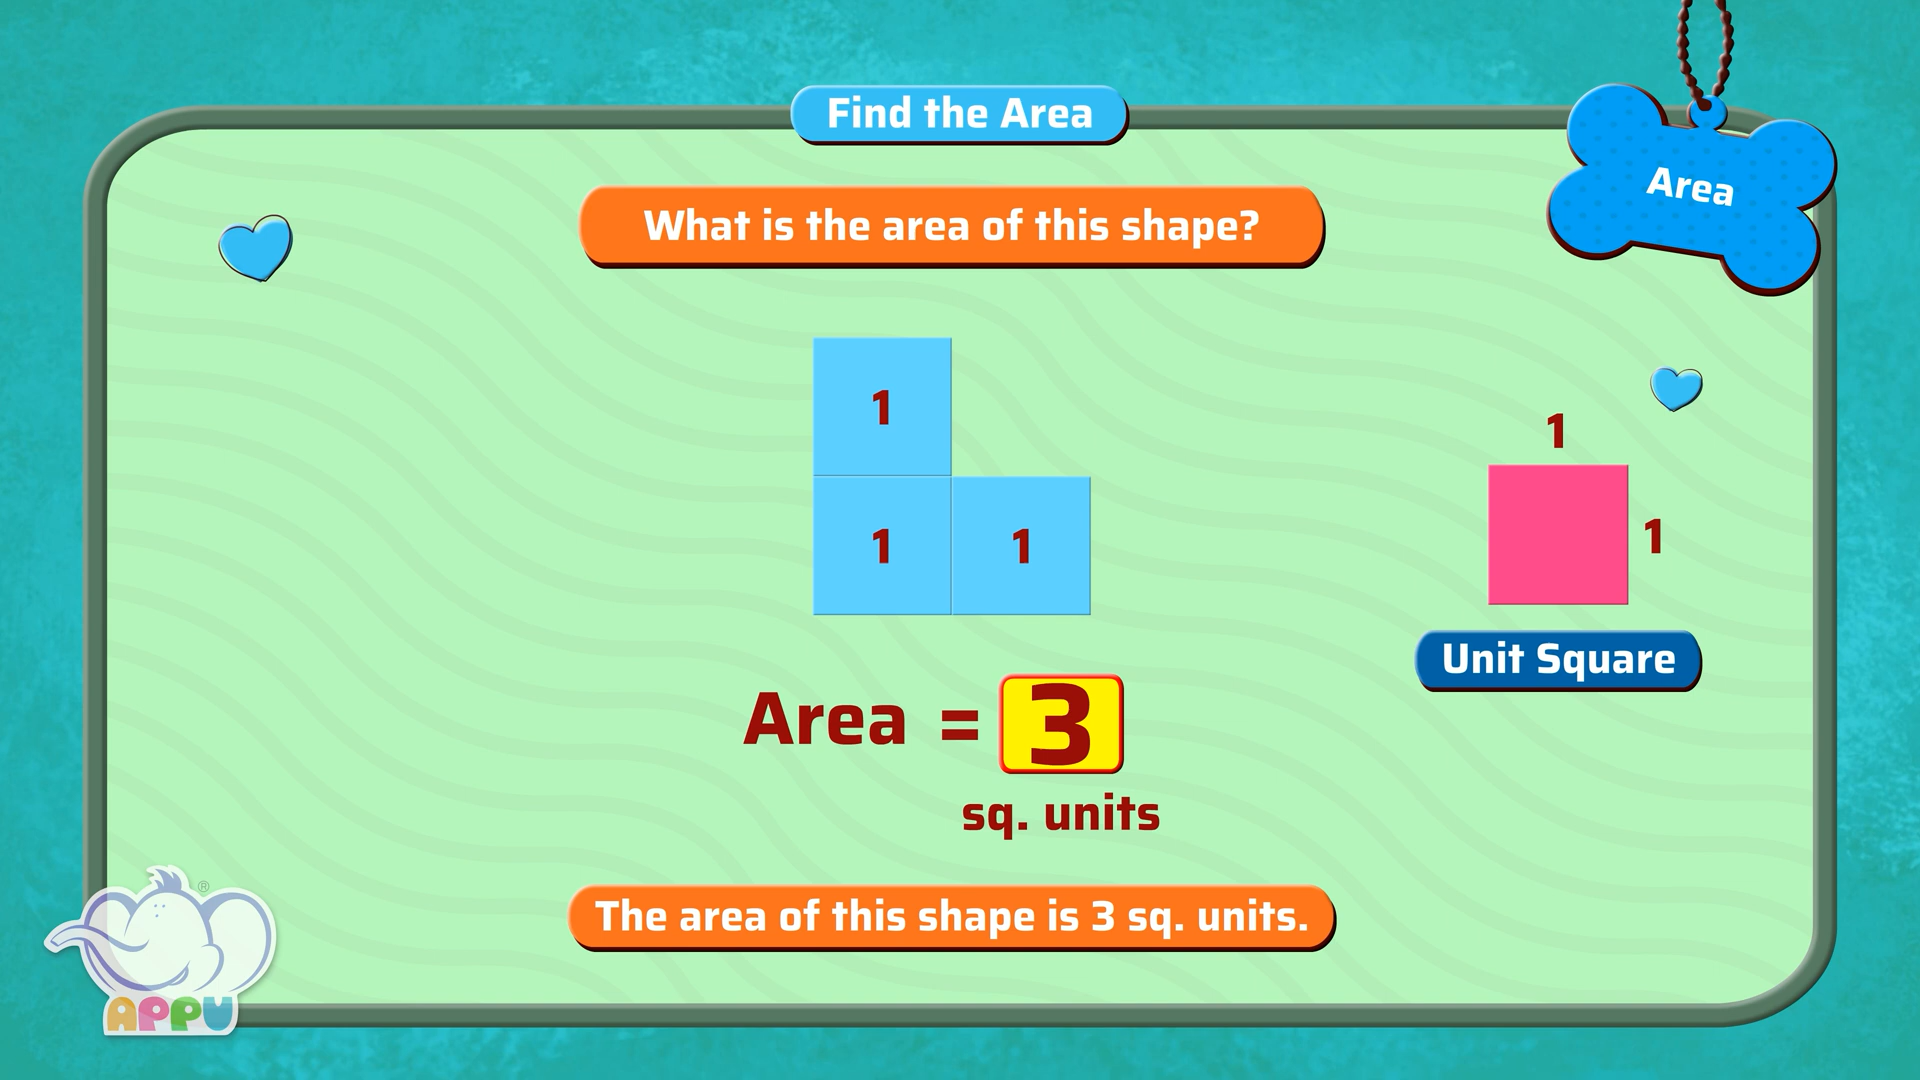 Find the Area
Area
What is the area of this shape?
1
1
1
1
1
Unit Square
Area = 3
sq. units
The area of this shape is 3 sq. units.
®
APPU